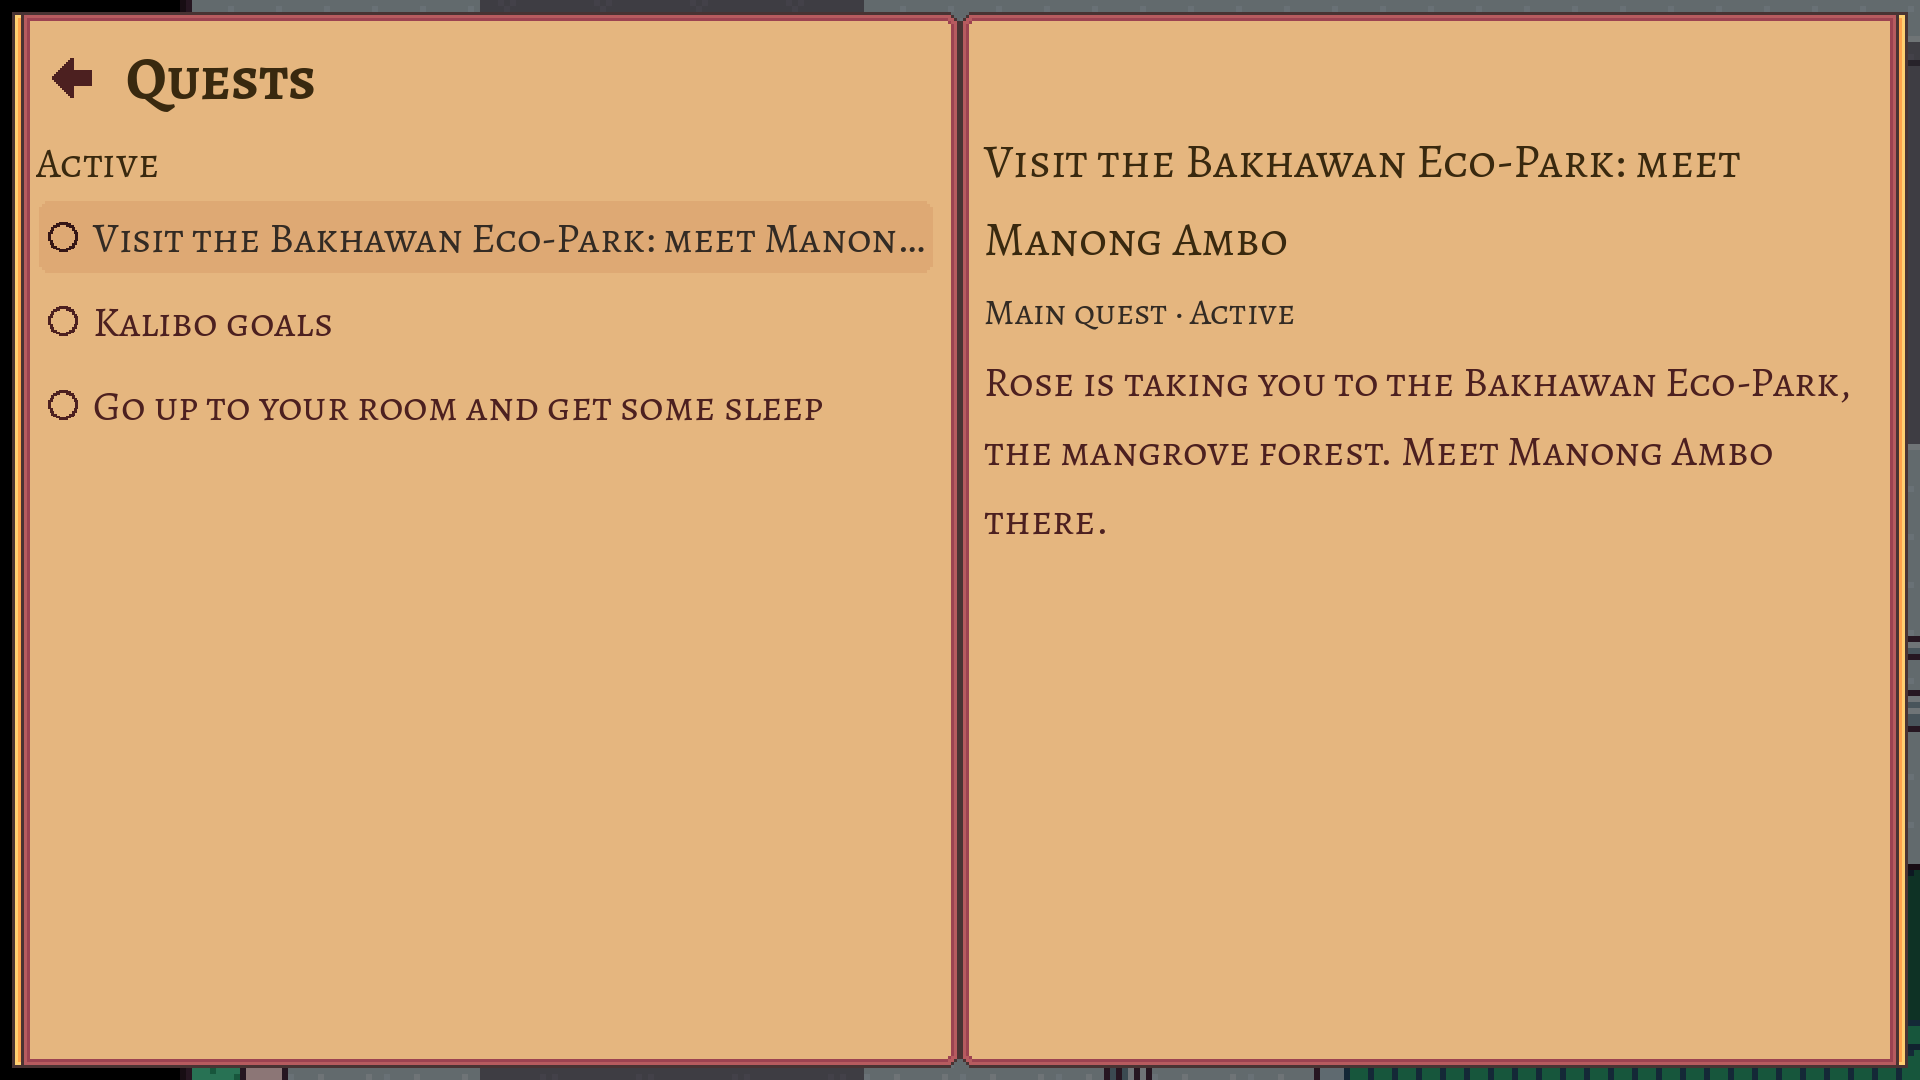 Quests
Active
Visit the Bakhawan Eco-Park: meet Manon...
Kalibo goals
Go up to your room and get some sleep
Visit the Bakhawan Eco-Park: meet
Manong Ambo
Main quest · Active
Rose is taking you to the Bakhawan Eco-Park,
the mangrove forest. Meet Manong Ambo
there.